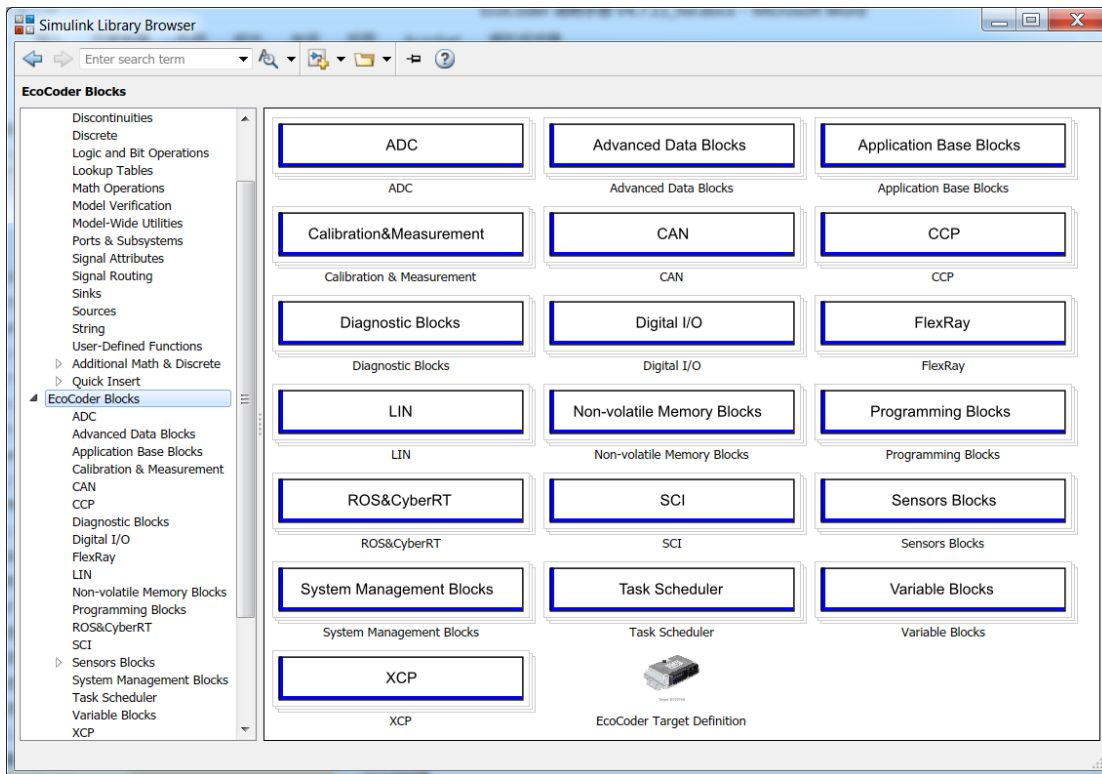 Simulink Library Browser
Enter search term
EcoCoder Blocks
Discontinuities
Discrete
Logic and Bit Operations
Lookup Tables
Math Operations
Model Verification
Model-Wide Utilities
Ports & Subsystems
Signal Attributes
Signal Routing
Sinks
Sources
String
User-Defined Functions
Additional Math & Discrete
Quick Insert
EcoCoder Blocks
ADC
Advanced Data Blocks
Application Base Blocks
Calibration & Measurement
CAN
CCP
Diagnostic Blocks
Digital I/O
FlexRay
LIN
Non-volatile Memory Blocks
Programming Blocks
ROS&CyberRT
SCI
Sensors Blocks
System Management Blocks
Task Scheduler
Variable Blocks
XCP
ADC Advanced Data Blocks Application Base Blocks
ADC Advanced Data Blocks Application Base Blocks
Calibration&Measurement CAN CCP
Calibration & Measurement CAN CCP
Diagnostic Blocks Digital I/O FlexRay
Diagnostic Blocks Digital I/O FlexRay
LIN Non-volatile Memory Blocks Programming Blocks
LIN Non-volatile Memory Blocks Programming Blocks
ROS&CyberRT SCI Sensors Blocks
ROS&CyberRT SCI Sensors Blocks
System Management Blocks Task Scheduler Variable Blocks
System Management Blocks Task Scheduler Variable Blocks
XCP
XCP EcoCoder Target Definition